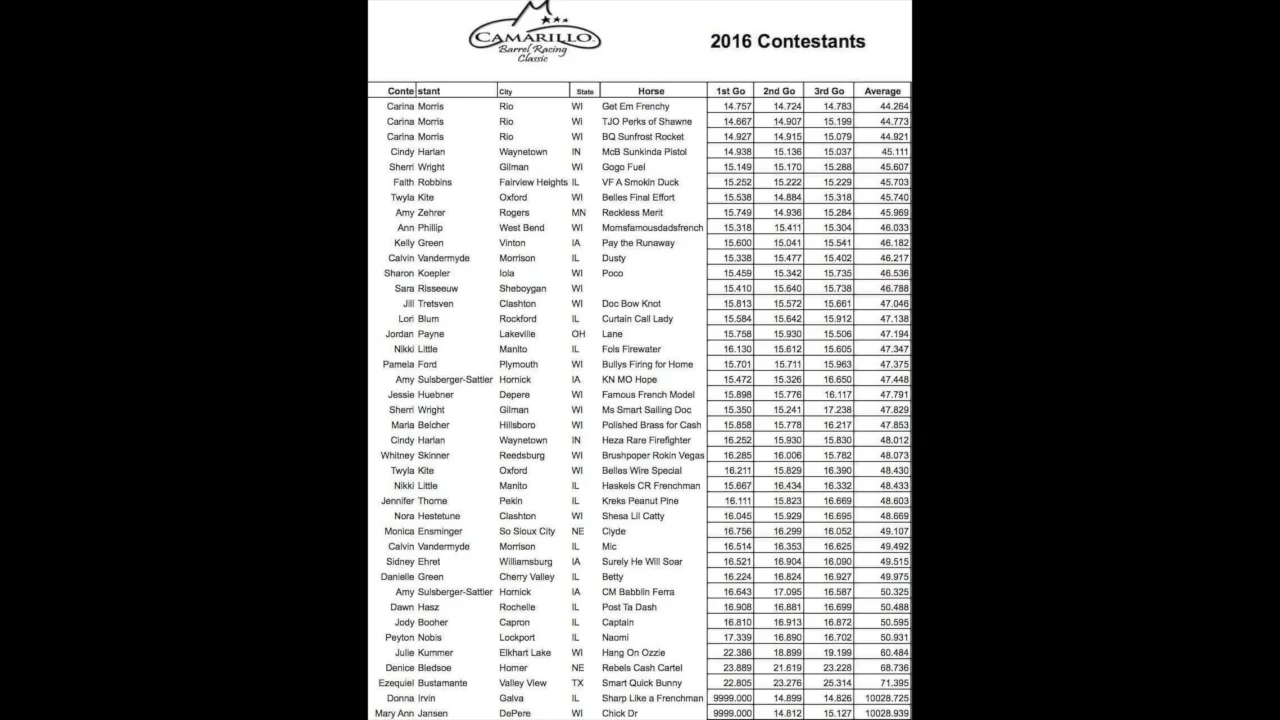 CAMARILLO
Barrel Racing
Classic
2016 Contestants
Contestant City State Horse 1st Go 2nd Go 3rd Go Average
Carina Morris Rio WI Get Em Frenchy 14.757 14.724 14.783 44.264
Carina Morris Rio Wi TJO Perks of Shawne 14.667 14.907 15.199 44.773
Carina Morris Rio WI BQ Sunfrost Rocket 14.927 14.915 15.079 44.921
Cindy Harlan Waynetown IN McB Sunkinda Pistol 14.938 15.136 15.037 45.111
Sherri Wright Gilman WI Gogo Fuel 15.149 15.170 15.288 45.607
Faith Robbins Fairview Heights IL VF A Smokin Duck 15.252 15.222 15.229 45.703
Twyla Kite Oxford WI Belles Final Effort 15.538 14.884 15.318 45.740
Amy Zehrer Rogers MN Reckless Merit 15.749 14.936 15.284 45.969
Ann Phillip West Bend WI Momsfamousdadsfrench 15.318 15.411 15.304 46.033
Kelly Green Vinton IA Pay the Runaway 15.600 15.041 15.541 46.182
Calvin Vandermyde Morrison IL Dusty 15.338 15.477 15.402 46.217
Sharon Koepler Iola WI Poco 15.459 15.342 15.735 46.536
Sara Risseeuw Sheboygan WI 15.410 15.640 15.738 46.788
Jill Tretsven Clashton WI Doc Bow Knot 15.813 15.572 15.661 47.046
Lori Blum Rockford IL Curtain Call Lady 15.584 15.642 15.912 47.138
Jordan Payne Lakeville OH Lane 15.758 15.930 15.506 47.194
Nikki Little Manito IL Fols Firewater 16.130 15.612 15.605 47.347
Pamela Ford Plymouth WI Bullys Firing for Home 15.701 15.711 15.963 47.375
Amy Sulsberger-Sattler Hornick IA KN MO Hope 15.472 15.326 16.650 47.448
Jessie Huebner Depere WI Famous French Model 15.898 15.776 16.117 47.791
Sherri Wright Gilman WI Ms Smart Sailing Doc 15.350 15.241 17.238 47.829
Maria Belcher Hillsboro WI Polished Brass for Cash 15.858 15.778 16.217 47.853
Cindy Harlan Waynetown IN Heza Rare Firefighter 16.252 15.930 15.830 48.012
Whitney Skinner Reedsburg WI Brushpoper Rokin Vegas 16.285 16.006 15.782 48.073
Twyla Kite Oxford WI Belles Wire Special 16.211 15.829 16.390 48.430
Nikki Little Manito IL Haskels CR Frenchman 15.667 16.434 16.332 48.433
Jennifer Thorne Pekin IL Kreks Peanut Pine 16.111 15.823 16.669 48.603
Nora Hestetune Clashton WI Shesa Lil Catty 16.045 15.929 16.695 48.669
Monica Ensminger So Sioux City NE Clyde 16.756 16.299 16.052 49.107
Calvin Vandermyde Morrison IL Mic 16.514 16.353 16.625 49.492
Sidney Ehret Williamsburg IA Surely He Will Soar 16.521 16.904 16.090 49.515
Danielle Green Cherry Valley IL Betty 16.224 16.824 16.927 49.975
Amy Sulsberger-Sattler Hornick IA CM Babblin Ferra 16.643 17.095 16.587 50.325
Dawn Hasz Rochelle IL Post Ta Dash 16.908 16.881 16.699 50.488
Jody Booher Capron IL Captain 16.810 16.913 16.872 50.595
Peyton Nobis Lockport IL Naomi 17.339 16.890 16.702 50.931
Julie Kummer Elkhart Lake WI Hang On Ozzie 22.386 18.899 19.199 60.484
Denice Bledsoe Homer NE Rebels Cash Cartel 23.889 21.619 23.228 68.736
Ezequiel Bustamante Valley View TX Smart Quick Bunny 22.805 23.276 25.314 71.395
Donna Irvin Galva IL Sharp Like a Frenchman 9999.000 14.899 14.826 10028.725
Mary Ann Jansen DePere WI Chick Dr 9999.000 14.812 15.127 10028.939